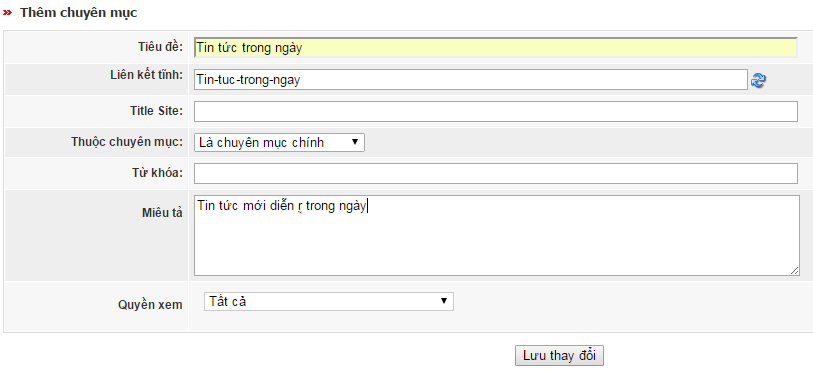 Thêm chuyên mục
Tiêu đề: Tin tức trong ngày
Liên kết tĩnh: Tin-tuc-trong-ngay
Title Site:
Thuộc chuyên mục: Là chuyên mục chính
Từ khóa:
Miêu tả Tin tức mới diễn r trong ngày
Quyền xem Tất cả
Lưu thay đổi